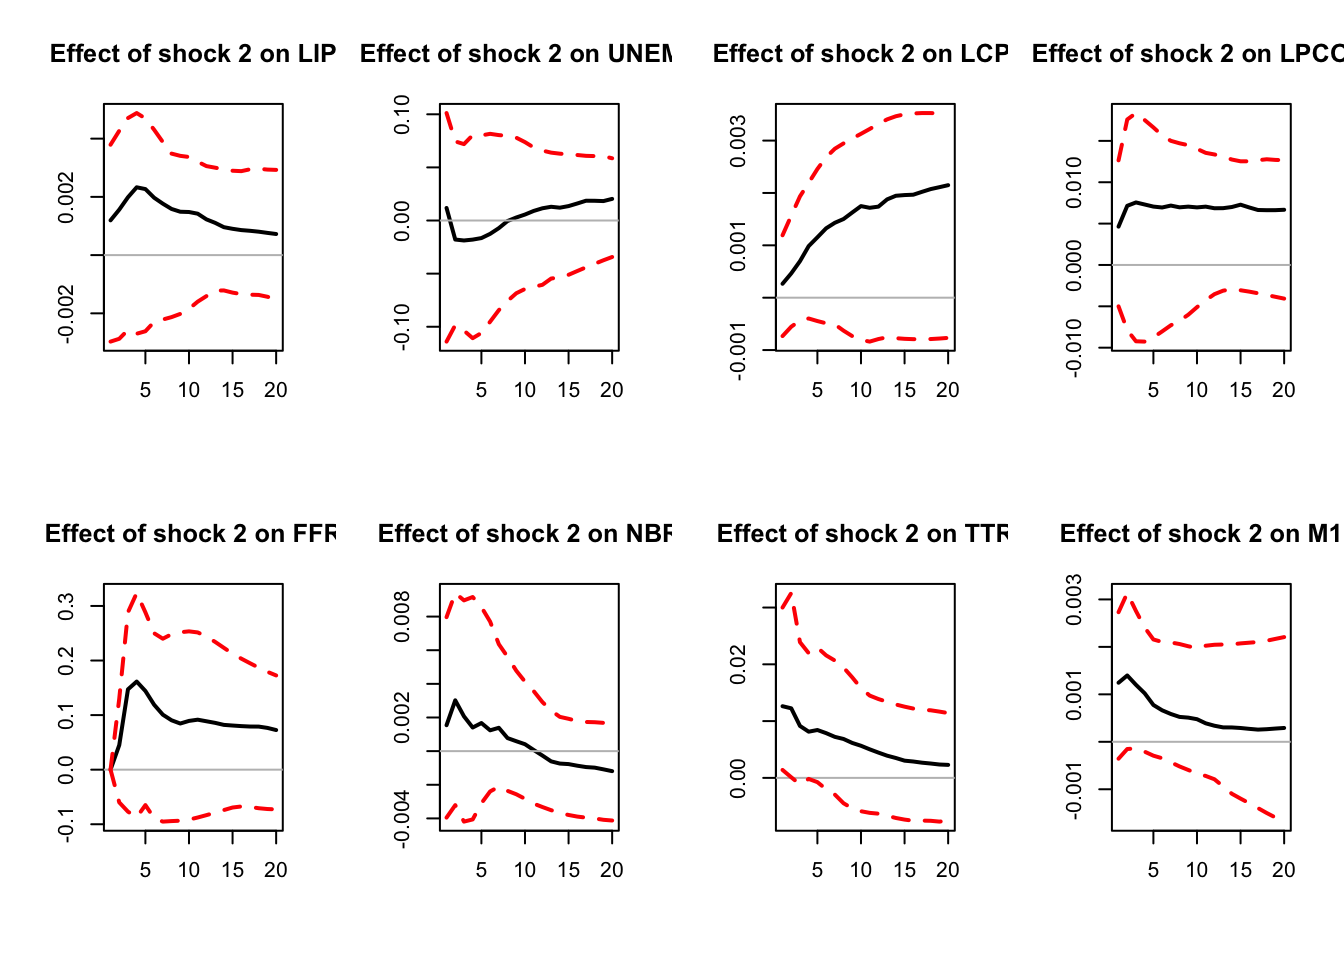 Effect of shock 2 on LIP
Effect of shock 2 on UNEM
Effect of shock 2 on LCP
Effect of shock 2 on LPCO
0.002
-0.002
5 10 15 20
0.10
0.00
-0.10
5 10 15 20
0.003
0.001
-0.001
5 10 15 20
0.010
0.000
-0.010
5 10 15 20
Effect of shock 2 on FFR
Effect of shock 2 on NBR
Effect of shock 2 on TTR
Effect of shock 2 on M1
0.3
0.2
0.1
0.0
-0.1
5 10 15 20
0.008
0.002
-0.004
5 10 15 20
0.02
0.00
5 10 15 20
0.003
0.001
-0.001
5 10 15 20